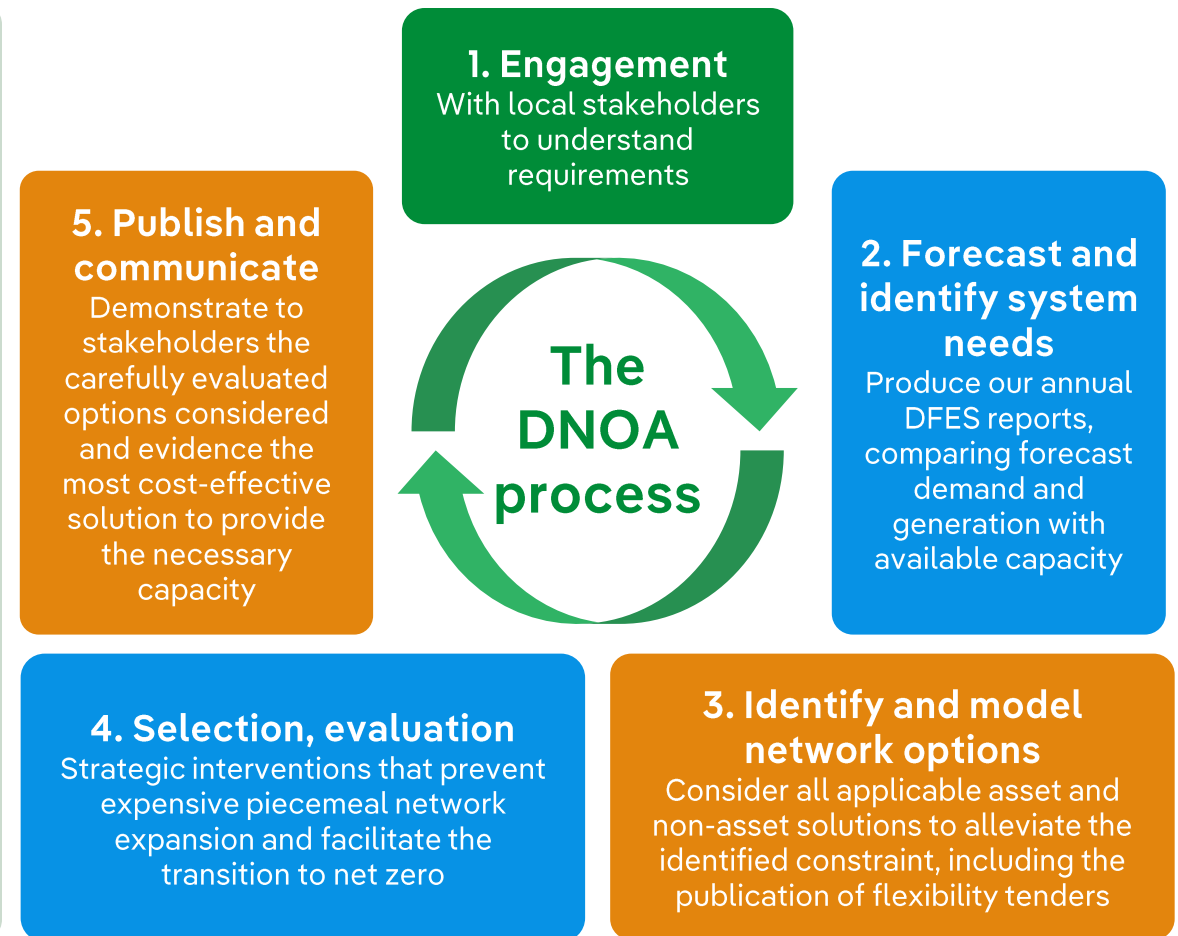 1. Engagement
With local stakeholders
to understand
requirements
2. Forecast and
identify system
needs
Produce our annual
DFES reports,
comparing forecast
demand and
generation with
available capacity
3. Identify and model
network options
Consider all applicable asset and
non-asset solutions to alleviate the
identified constraint, including the
publication of flexibility tenders
4. Selection, evaluation
Strategic interventions that prevent
expensive piecemeal network
expansion and facilitate the
transition to net zero
5. Publish and
communicate
Demonstrate to
stakeholders the
carefully evaluated
options considered
and evidence the
most cost-effective
solution to provide
the necessary
capacity
The
DNOA
process